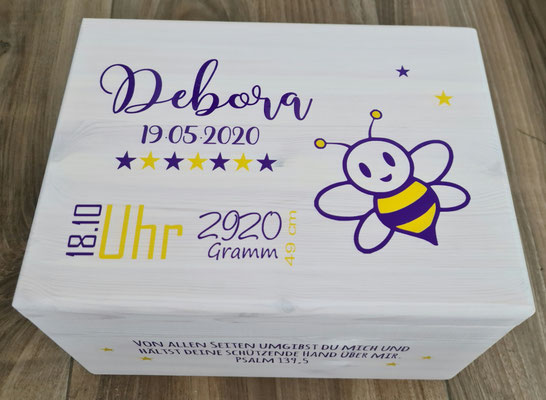 Debora
19·05·2020
18.10 Uhr
2920
Gramm
49 cm
VON ALLEN SEITEN UMGIBST DU MICH UND
HÄLTST DEINE SCHÜTZENDE HAND ÜBER MIR.
PSALM 139,5